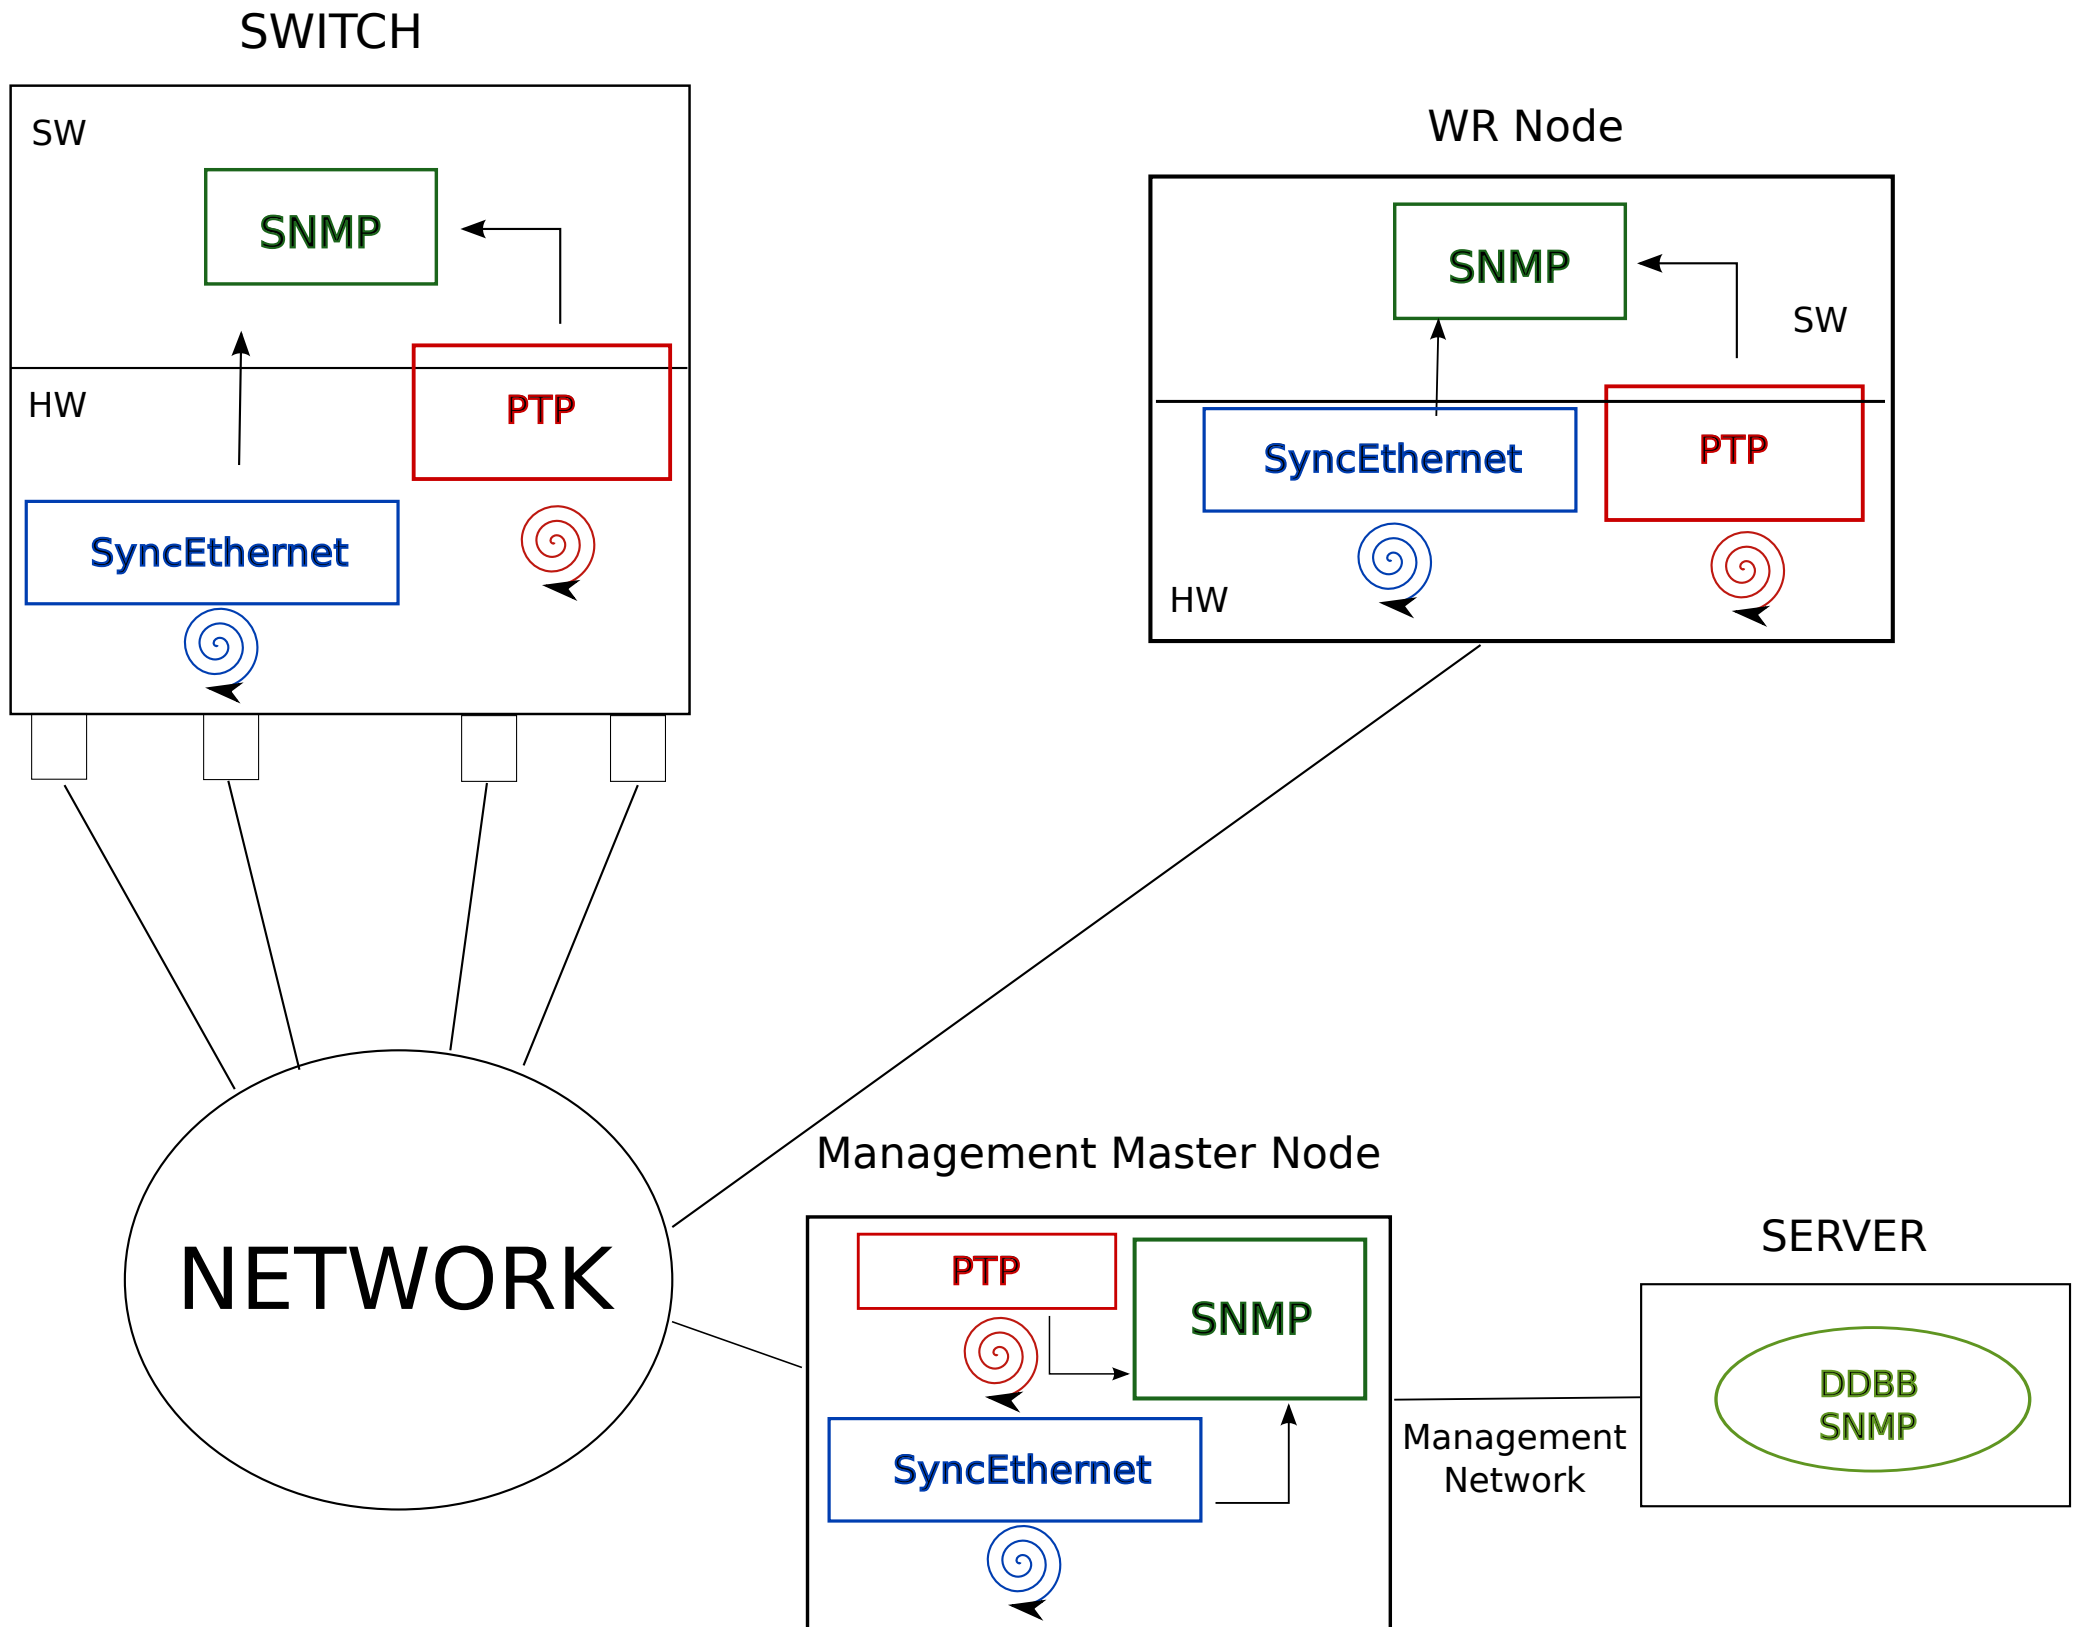 SWITCH
SW
SNMP
HW
PTP
SyncEthernet
WR Node
SNMP
SW
SyncEthernet
PTP
HW
NETWORK
Management Master Node
PTP
SNMP
SyncEthernet
Management
Network
SERVER
DDBB
SNMP